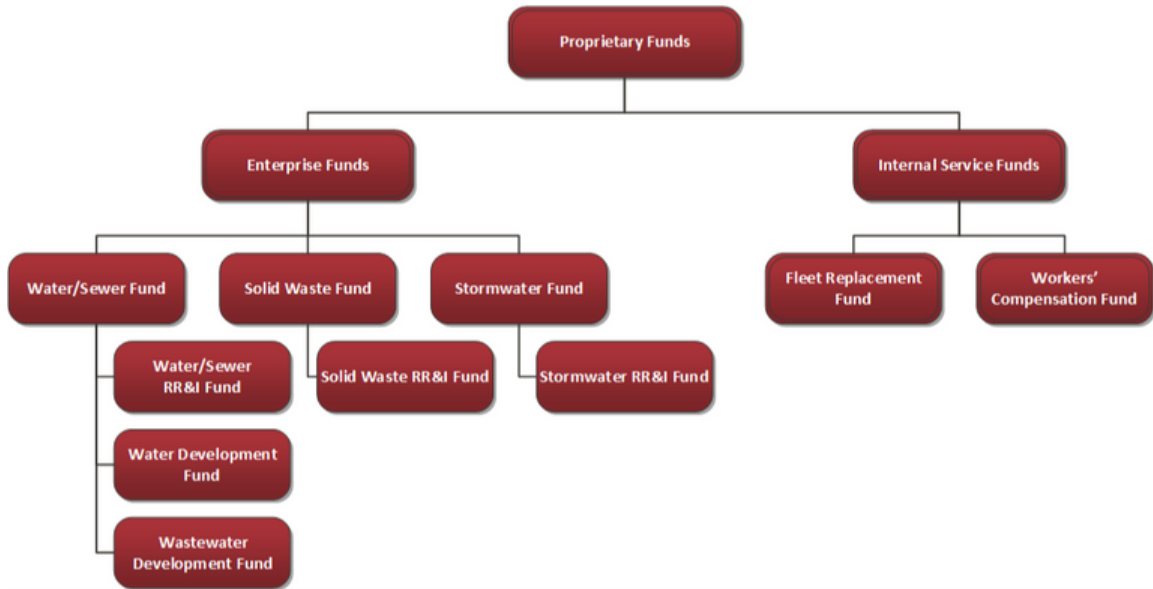 Proprietary Funds
Enterprise Funds
Internal Service Funds
Water/Sewer Fund
Solid Waste Fund
Stormwater Fund
Fleet Replacement
Fund
Workers’
Compensation Fund
Water/Sewer
RR&I Fund
Solid Waste RR&I Fund
Stormwater RR&I Fund
Water Development
Fund
Wastewater
Development Fund